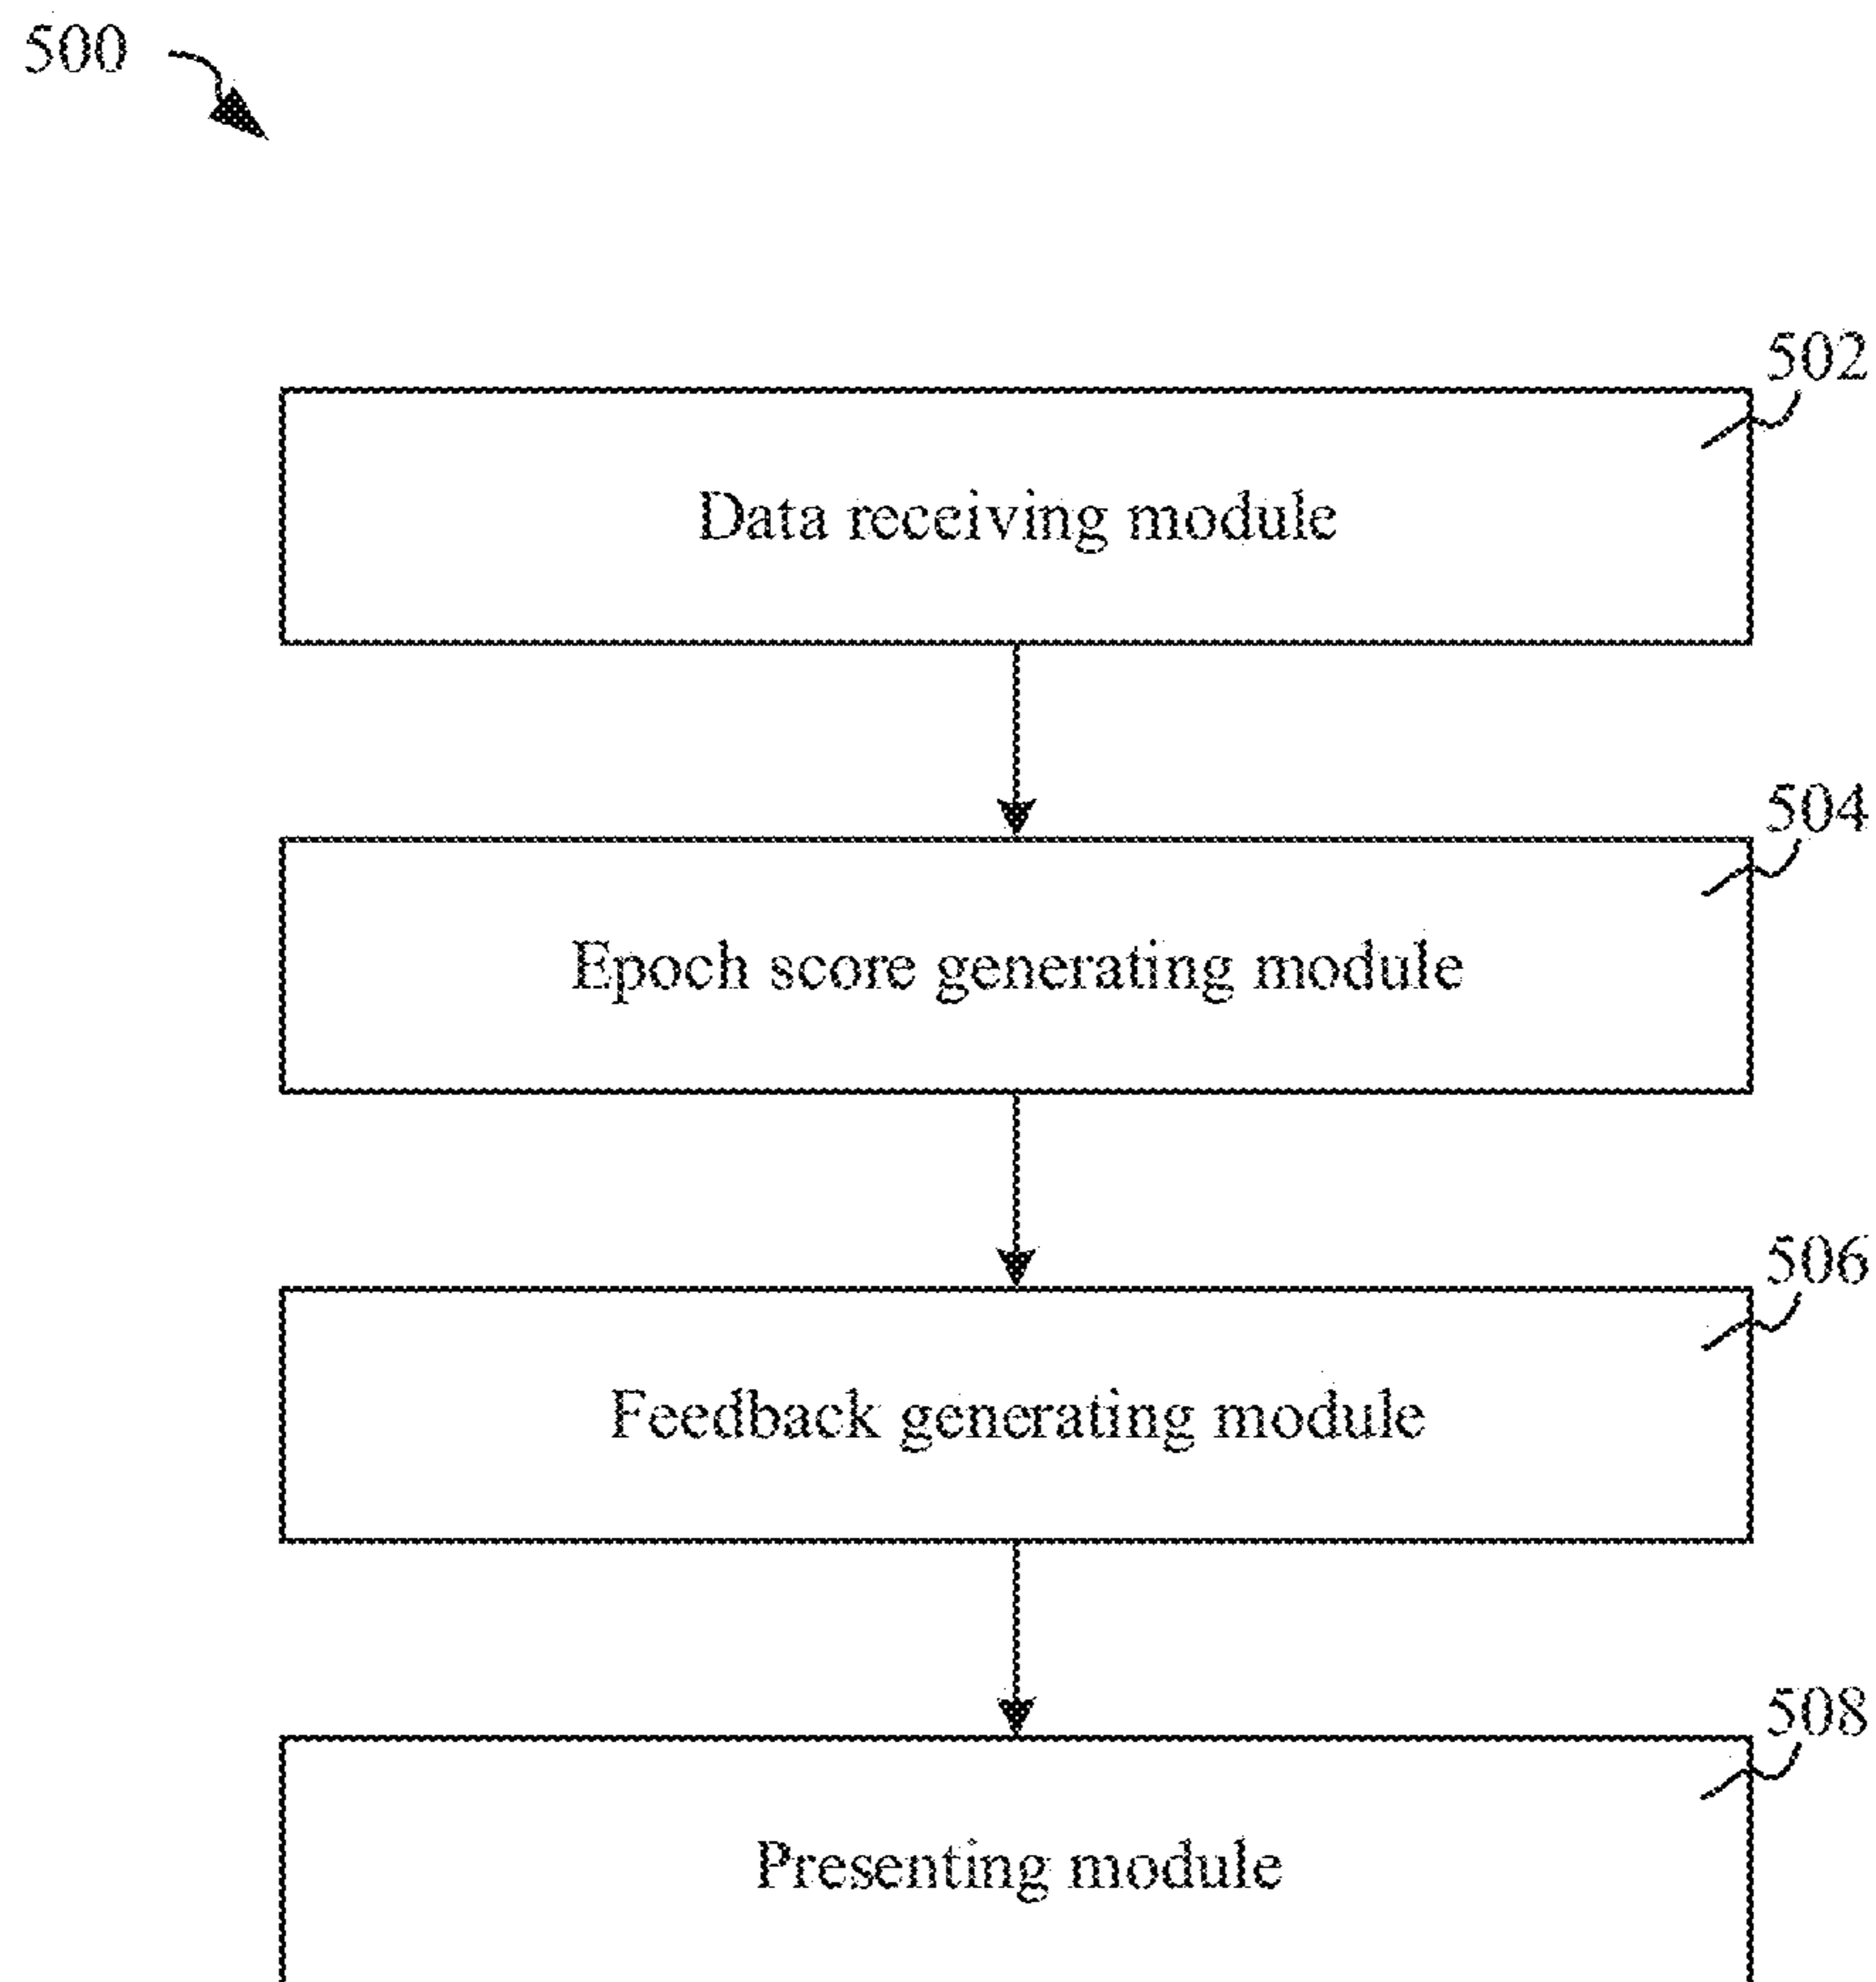 500
502
Data receiving module
504
Epoch score generating module
506
Feedback generating module
508
Presenting module